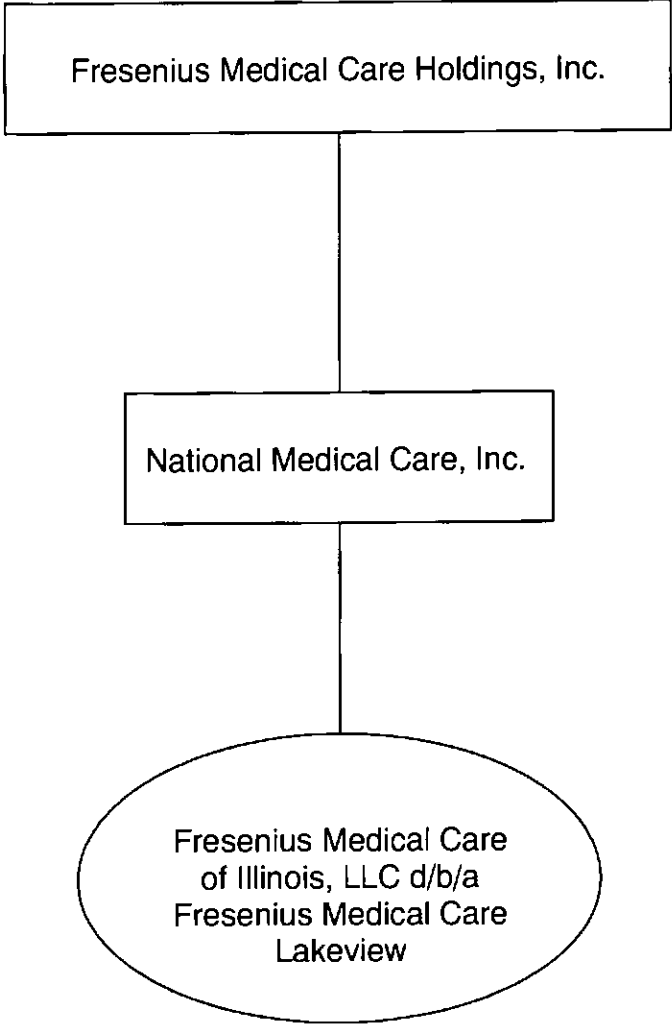 Fresenius Medical Care Holdings, Inc.
National Medical Care, Inc.
Fresenius Medical Care
of Illinois, LLC d/b/a
Fresenius Medical Care
Lakeview